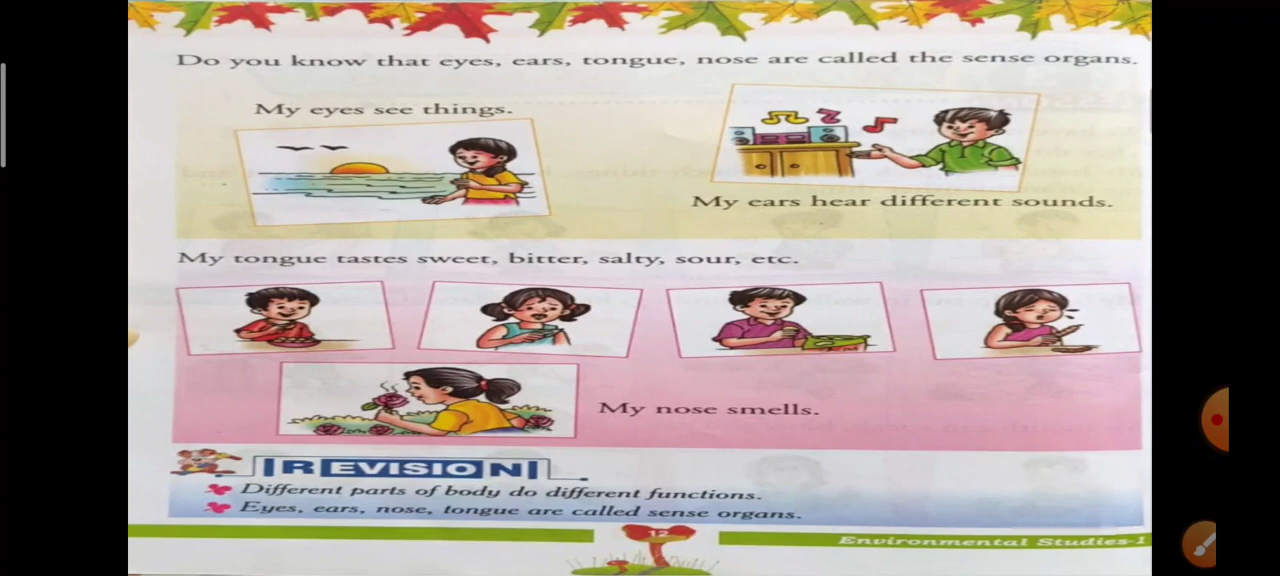 Do you know that eyes, ears, tongue, nose are called the sense organs.
My eyes see things.
My ears hear different sounds.
My tongue tastes sweet, bitter, salty, sour, etc.
My nose smells.
REVISION
Different parts of body do different functions.
Eyes, ears, nose, tongue are called sense organs.
12
Environmental Studies-1